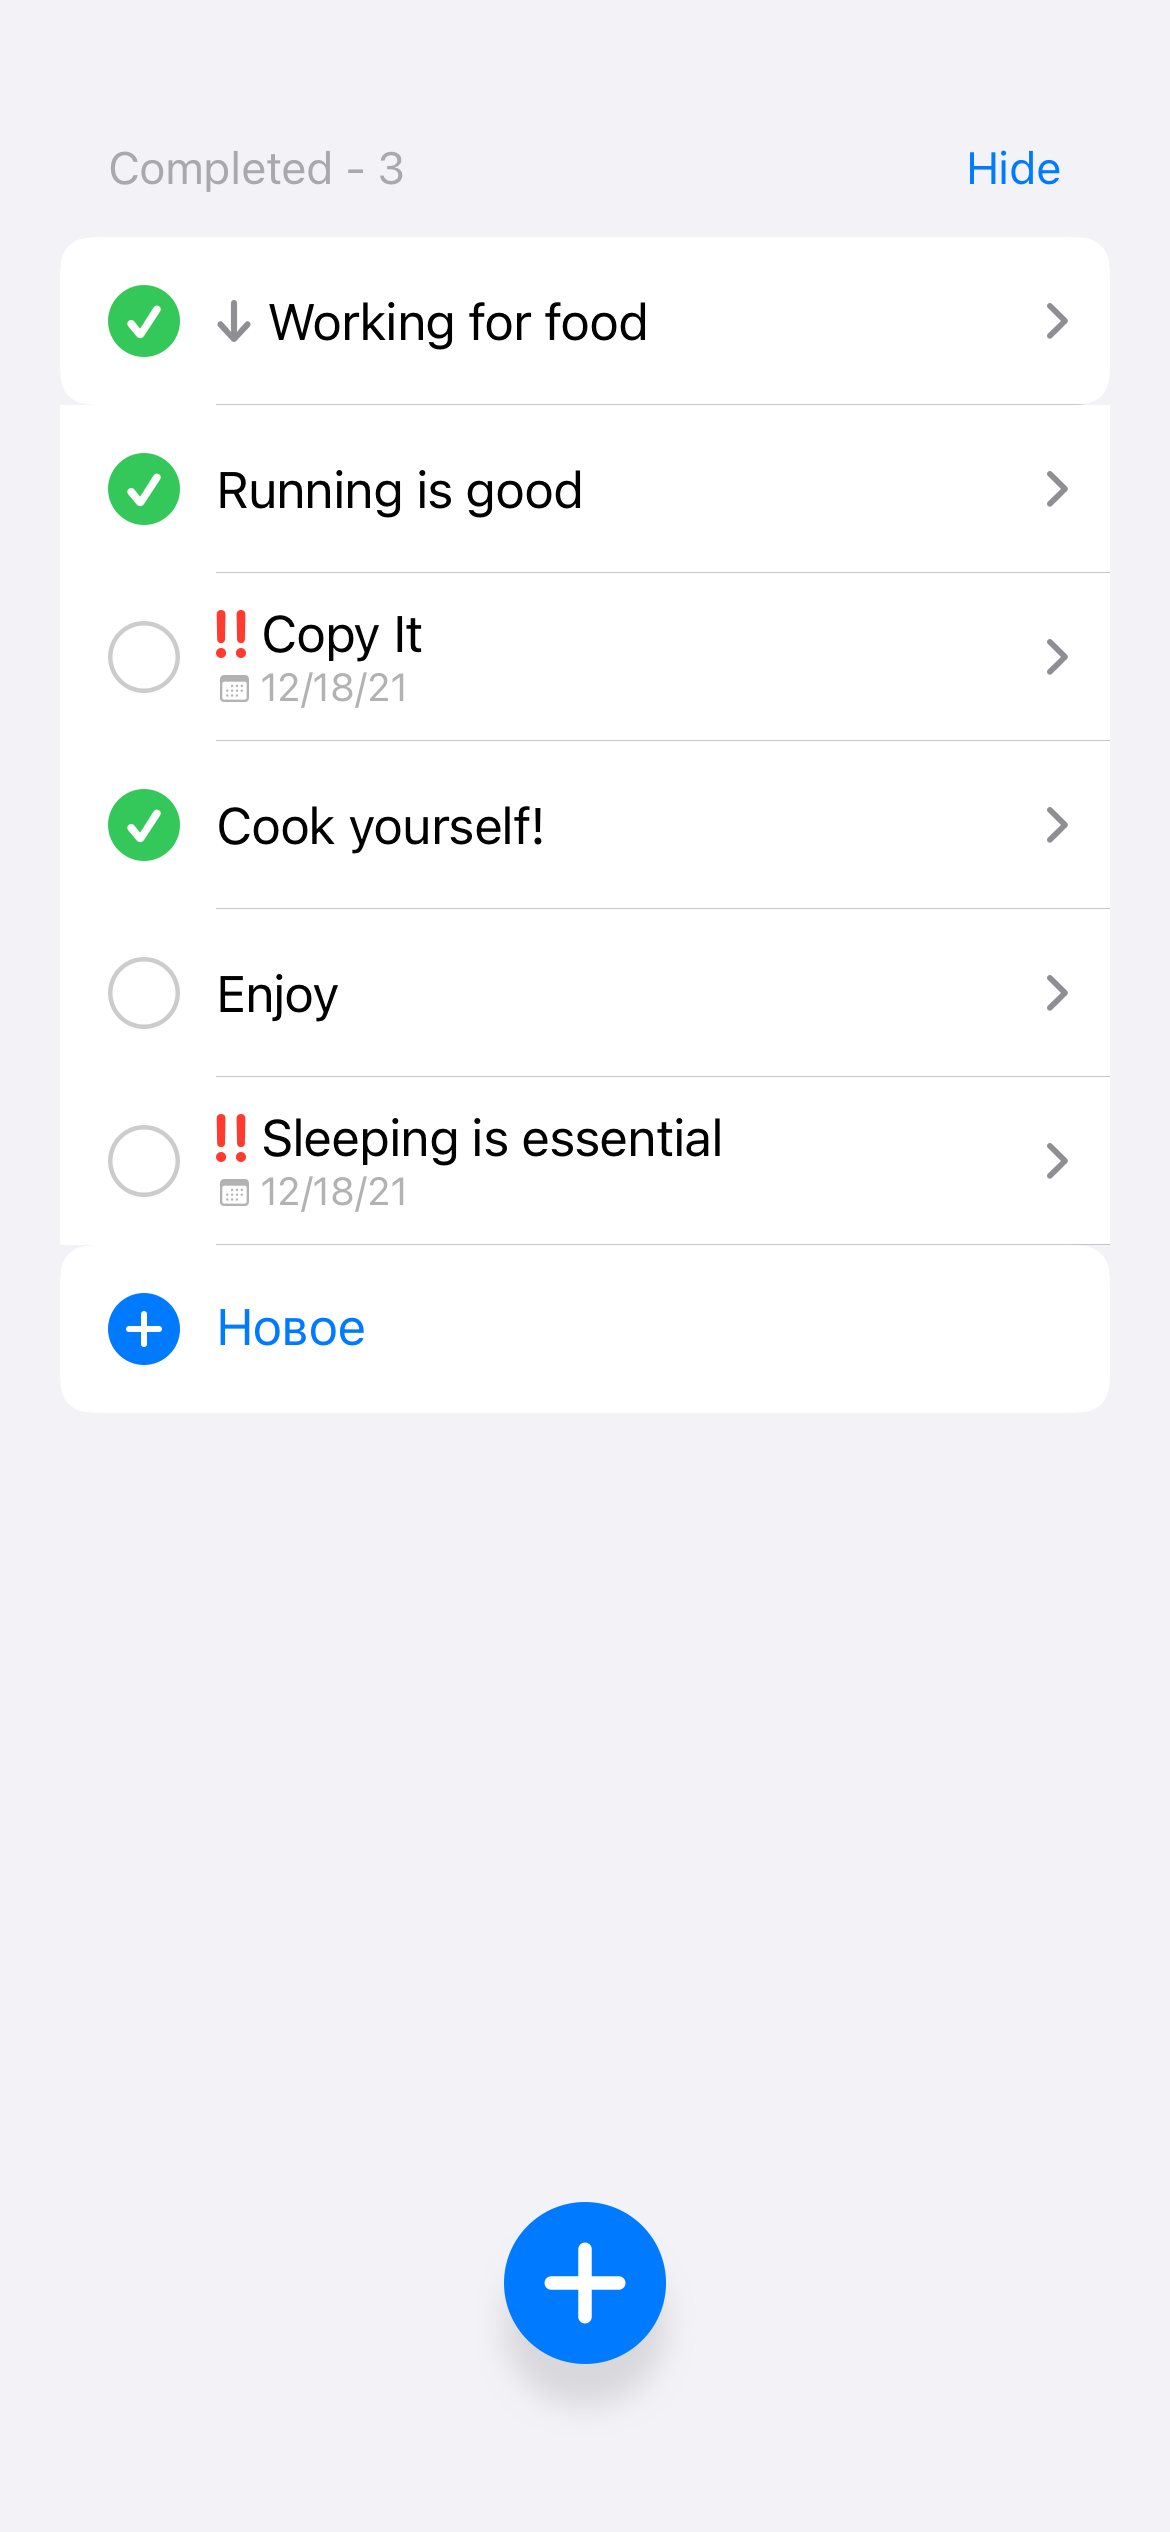 Completed - 3
Hide
Working for food
Running is good
‼Copy It
12/18/21
Cook yourself!
Enjoy
‼Sleeping is essential
12/18/21
Новое